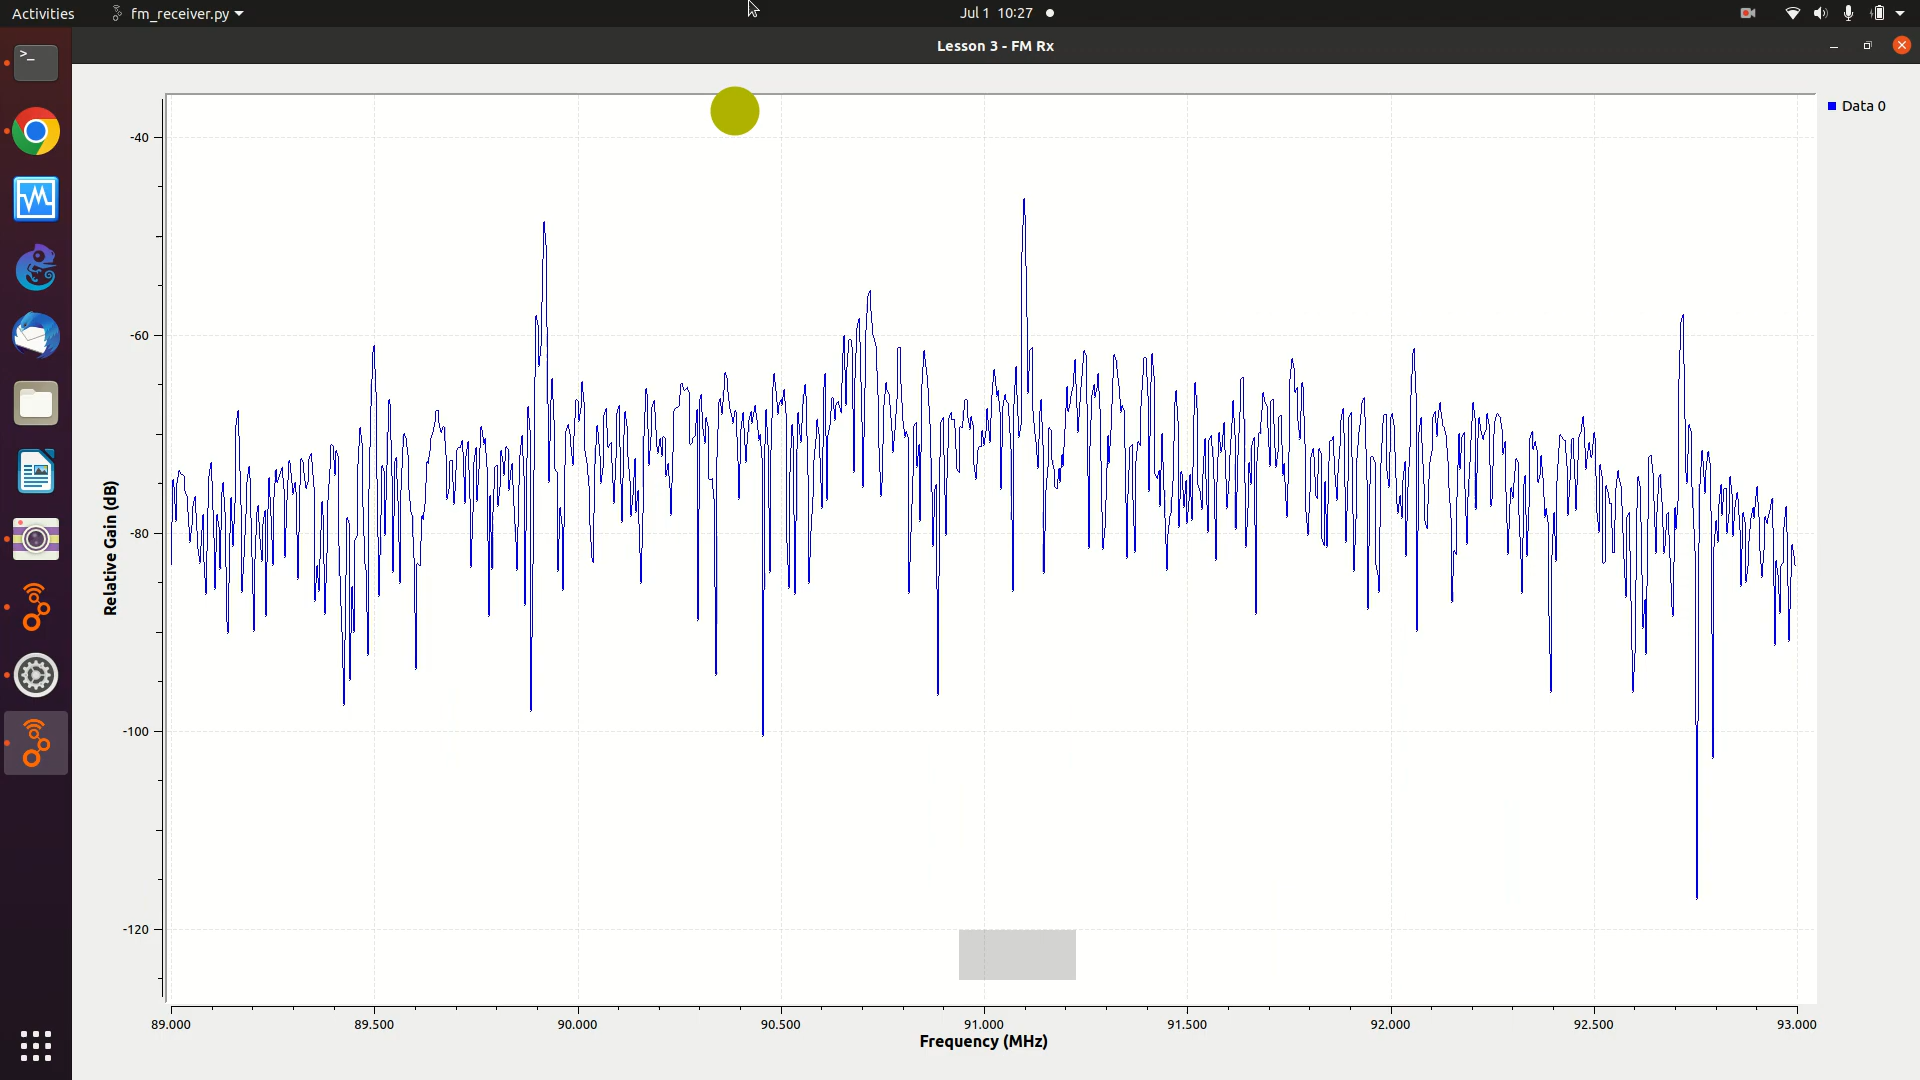 Activities
fm_receiver.py
Jul 1 10:27
Lesson 3 - FM Rx
>_
Data 0
-40
-60
-80
-100
-120
Relative Gain (dB)
89.000 89.500 90.000 90.500 91.000 91.500 92.000 92.500 93.000
Frequency (MHz)